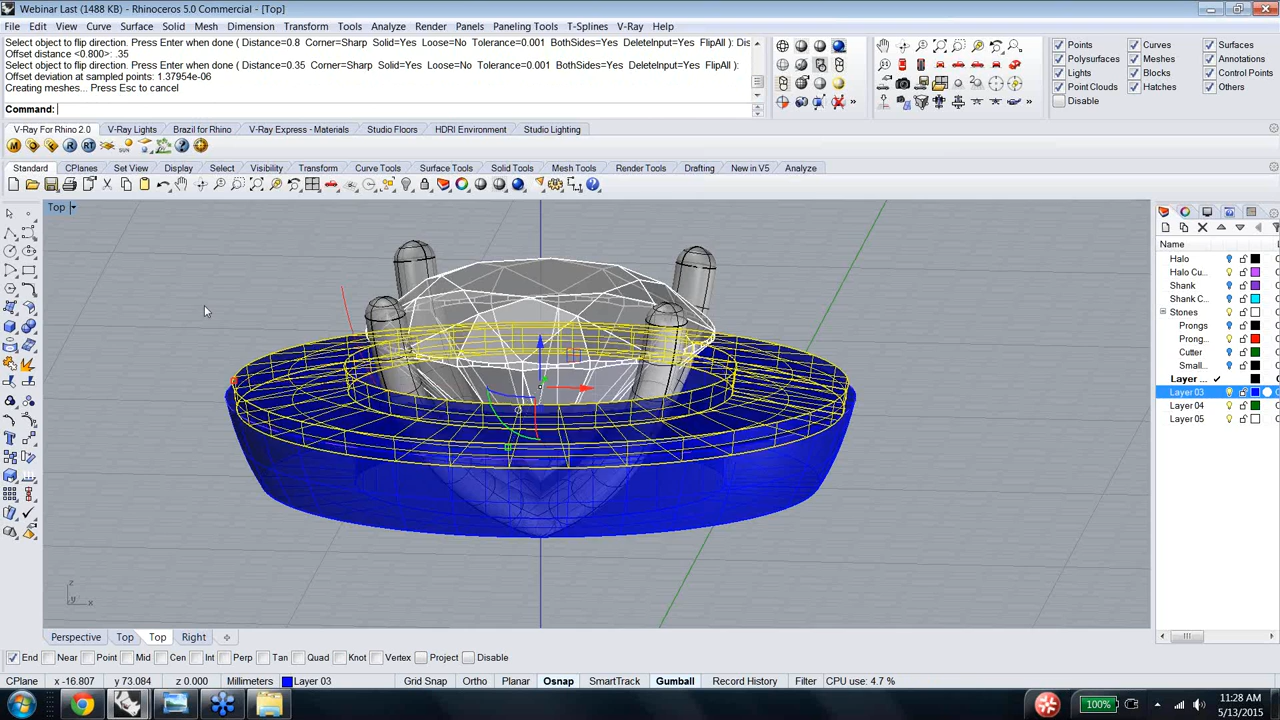 Webinar Last (1488 KB) - Rhinoceros 5.0 Commercial - [Top]
File Edit View Curve Surface Solid Mesh Dimension Transform Tools Analyze Render Panels Paneling Tools T-Splines V-Ray Help
Select object to flip direction. Press Enter when done ( Distance=0.8 Corner=Sharp Solid=Yes Loose=No Tolerance=0.001 BothSides=Yes DeleteInput=Yes FlipAll ): Dis
Offset distance <0.800>: .35
Select object to flip direction. Press Enter when done ( Distance=0.35 Corner=Sharp Solid=Yes Loose=No Tolerance=0.001 BothSides=Yes DeleteInput=Yes FlipAll ):
Offset deviation at sampled points: 1.37954e-06
Creating meshes... Press Esc to cancel
Command:
Points Curves Surfaces
Polysurfaces Meshes Annotations
Lights Blocks Control Points
Point Clouds Hatches Others
Disable
V-Ray For Rhino 2.0 V-Ray Lights Brazil for Rhino V-Ray Express - Materials Studio Floors HDRI Environment Studio Lighting
Standard CPlanes Set View Display Select Visibility Transform Curve Tools Surface Tools Solid Tools Mesh Tools Render Tools Drafting New in V5 Analyze
Top
Name
Halo
Halo Cu...
Shank
Shank C...
Stones
Prongs
Prong...
Cutter
Small...
Layer ...
Layer 03
Layer 04
Layer 05
z
y x
Perspective Top Top Right
End Near Point Mid Cen Int Perp Tan Quad Knot Vertex Project Disable
CPlane x -16.807 y 73.084 z 0.000 Millimeters Layer 03 Grid Snap Ortho Planar Osnap SmartTrack Gumball Record History Filter CPU use: 4.7 %
100%
11:28 AM
5/13/2015